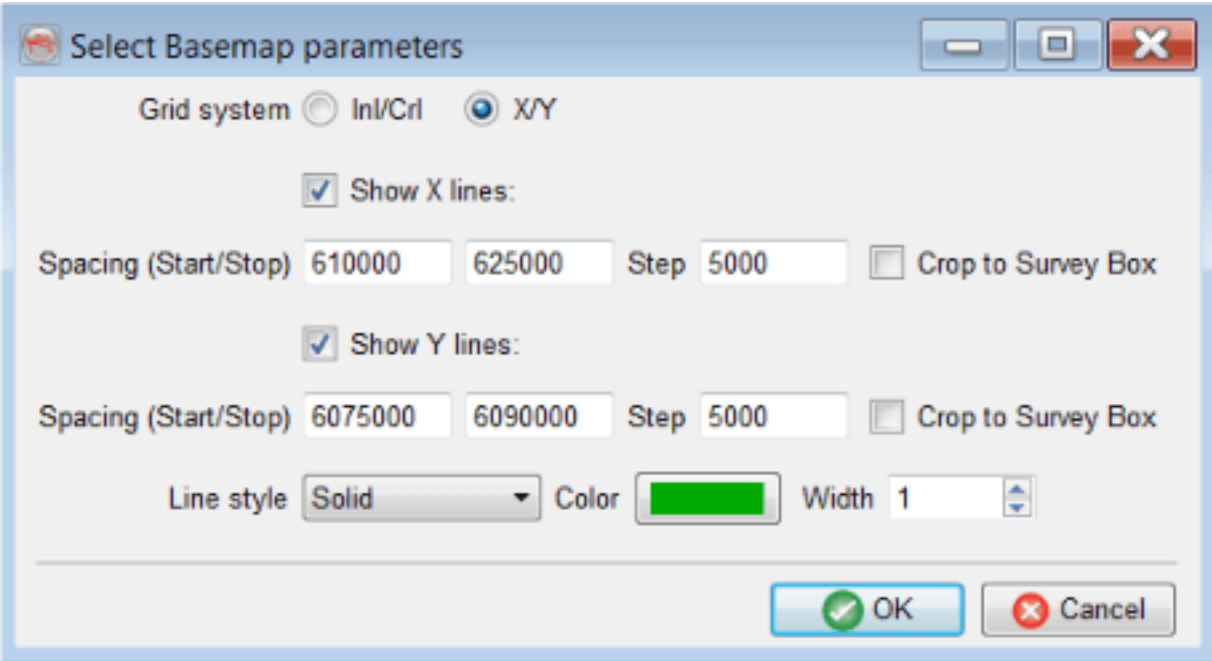 Select Basemap parameters
Grid system Inl/Crl X/Y
Show X lines:
Spacing (Start/Stop) 610000 625000 Step 5000 Crop to Survey Box
Show Y lines:
Spacing (Start/Stop) 6075000 6090000 Step 5000 Crop to Survey Box
Line style Solid Color Width 1
OK Cancel